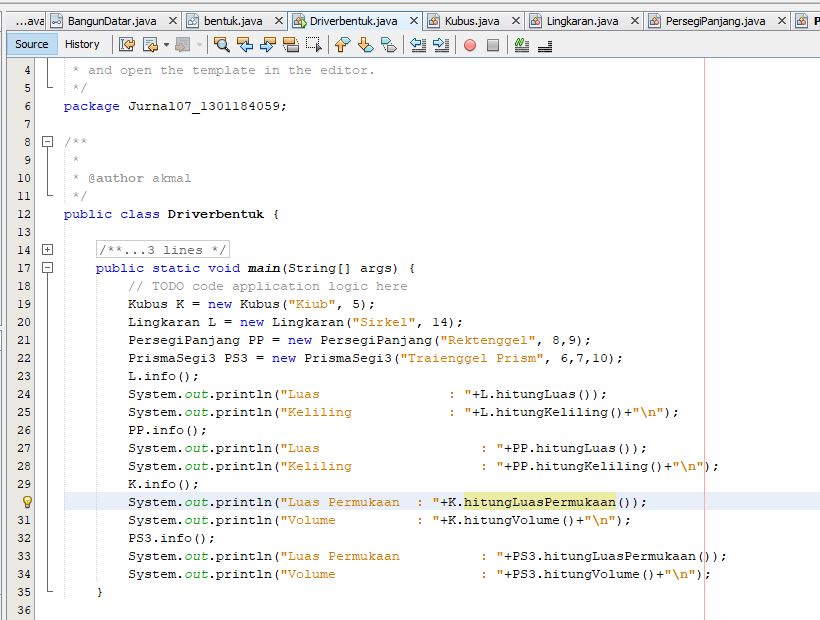 ...ava BangunDatar.java bentuk.java Driverbentuk.java Kubus.java Lingkaran.java PersegiPanjang.java P
Source History
4 * and open the template in the editor.
5 */
6 package Jurnal07_1301184059;
7
8 /**
9 *
10 * @author akmal
11 */
12 public class Driverbentuk {
13
14 /**...3 lines */
17 public static void main(String[] args) {
18 // TODO code application logic here
19 Kubus K = new Kubus("Kiub", 5);
20 Lingkaran L = new Lingkaran("Sirkel", 14);
21 PersegiPanjang PP = new PersegiPanjang("Rektenggel", 8,9);
22 PrismaSegi3 PS3 = new PrismaSegi3("Traienggel Prism", 6,7,10);
23 L.info();
24 System.out.println("Luas                : "+L.hitungLuas());
25 System.out.println("Keliling            : "+L.hitungKeliling()+"\n");
26 PP.info();
27 System.out.println("Luas                    : "+PP.hitungLuas());
28 System.out.println("Keliling                : "+PP.hitungKeliling()+"\n");
29 K.info();
System.out.println("Luas Permukaan  : "+K.hitungLuasPermukaan());
31 System.out.println("Volume          : "+K.hitungVolume()+"\n");
32 PS3.info();
33 System.out.println("Luas Permukaan          : "+PS3.hitungLuasPermukaan());
34 System.out.println("Volume                  : "+PS3.hitungVolume()+"\n");
35 }
36